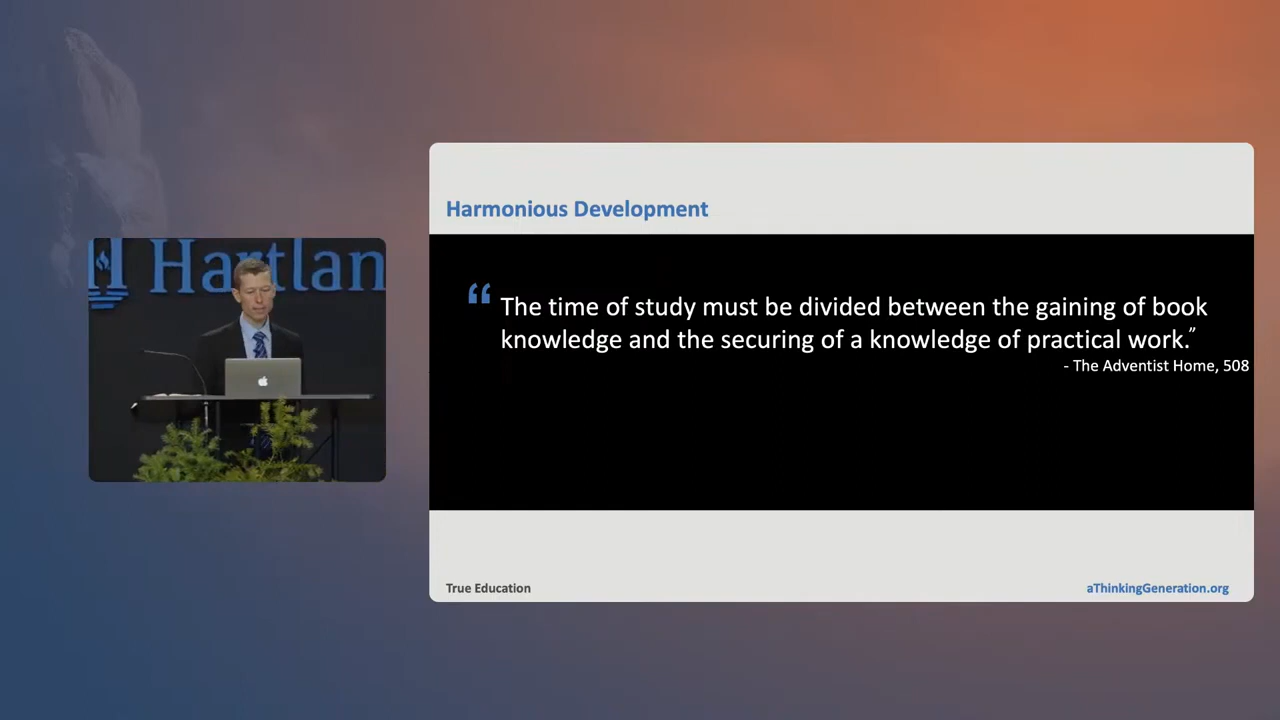 Hartlan
Harmonious Development
“ The time of study must be divided between the gaining of book
knowledge and the securing of a knowledge of practical work.”
- The Adventist Home, 508
True Education
aThinkingGeneration.org